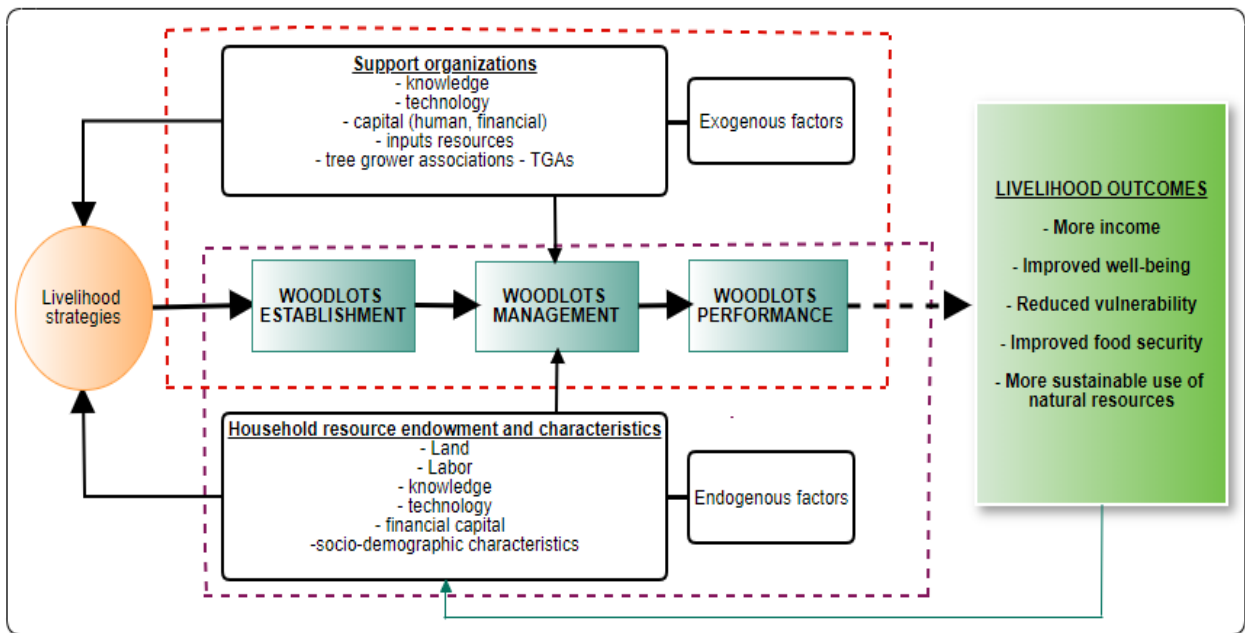 Support organizations
- knowledge
- technology
- capital (human, financial)
- inputs resources
- tree grower associations - TGAs
Exogenous factors
Livelihood
strategies
WOODLOTS
ESTABLISHMENT
WOODLOTS
MANAGEMENT
WOODLOTS
PERFORMANCE
LIVELIHOOD OUTCOMES
- More income
- Improved well-being
- Reduced vulnerability
- Improved food security
- More sustainable use of
natural resources
Household resource endowment and characteristics
- Land
- Labor
- knowledge
- technology
- financial capital
-socio-demographic characteristics
Endogenous factors